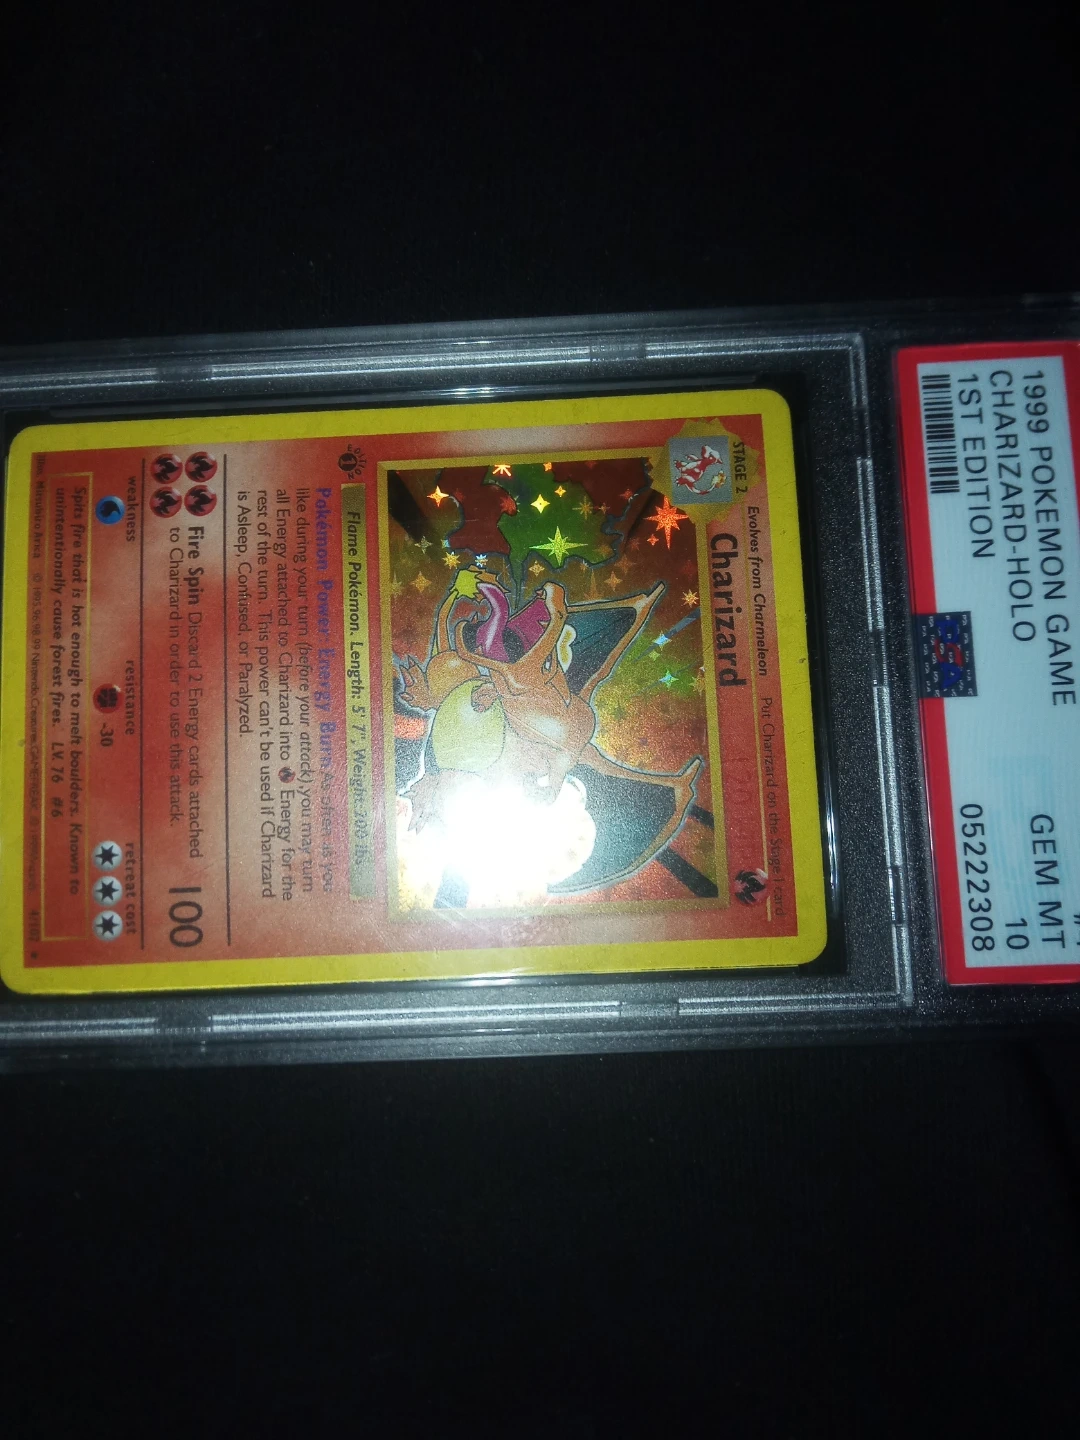 1999 POKEMON GAME
CHARIZARD-HOLO
GEM MT
1ST EDITION
10
05222308
PSA
STAGE 2
Evolves from Charmeleon
Put Charizard on the Stage 1 card
Charizard
Flame Pokémon. Length: 5' 7", Weight: 200 lbs.
Pokémon Power: Energy Burn As often as you
like during your turn (before your attack), you may turn
all Energy attached to Charizard into Energy for the
rest of the turn. This power can't be used if Charizard
is Asleep, Confused, or Paralyzed.
Fire Spin Discard 2 Energy cards attached
to Charizard in order to use this attack.
100
weakness
resistance
retreat cost
-30
Spits fire that is hot enough to melt boulders. Known to
unintentionally cause forest fires. LV. 76 #6
4/102